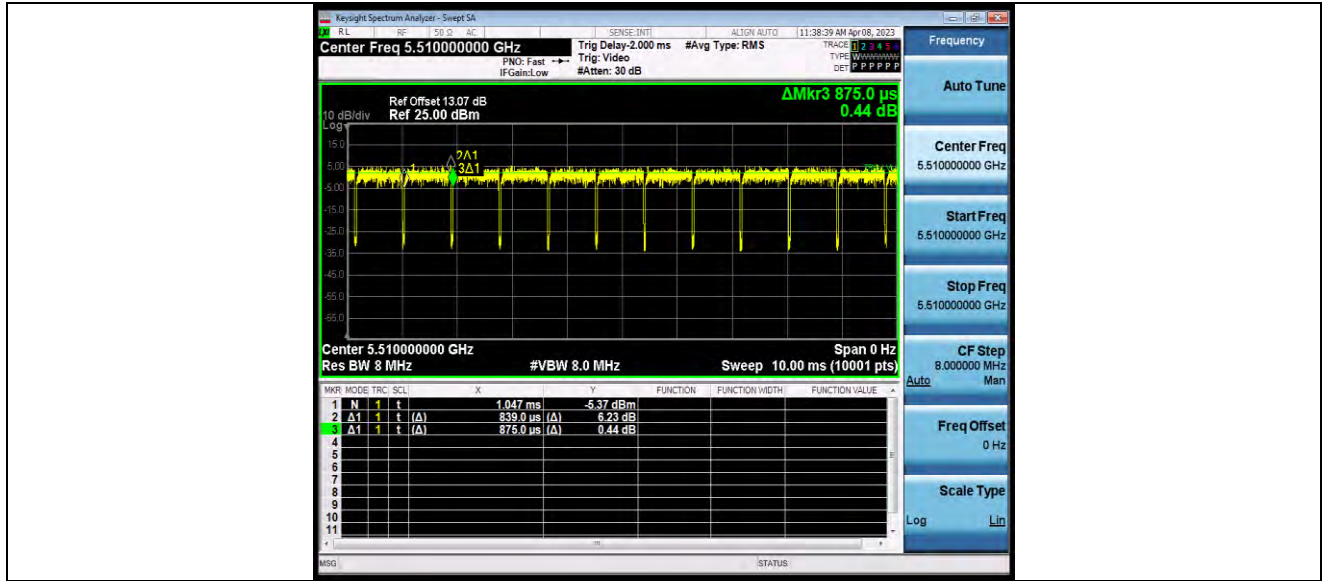 Keysight Spectrum Analyzer - Swept SA
RL RF 50 Ω AC SENSE:INT ALIGN AUTO 11:38:39 AM Apr 08, 2023
Center Freq 5.510000000 GHz
PNO: Fast
IFGain:Low
Trig Delay-2.000 ms
Trig: Video
#Atten: 30 dB
#Avg Type: RMS
TRACE 1 2 3 4 5 6
TYPE WWWWWW
DET P P P P P P
Ref Offset 13.07 dB
10 dB/div Ref 25.00 dBm
Log
ΔMkr3 875.0 µs
0.44 dB
15.0
5.00
-5.00
-15.0
-25.0
-35.0
-45.0
-55.0
-65.0
1
2Δ1
3Δ1
Center 5.510000000 GHz Span 0 Hz
Res BW 8 MHz #VBW 8.0 MHz Sweep 10.00 ms (10001 pts)
MKR MODE TRC SCL X Y FUNCTION FUNCTION WIDTH FUNCTION VALUE
1 N 1 t 1.047 ms -5.37 dBm
2 Δ1 1 t (Δ) 839.0 µs (Δ) 6.23 dB
3 Δ1 1 t (Δ) 875.0 µs (Δ) 0.44 dB
4
5
6
7
8
9
10
11
MSG STATUS
Frequency
Auto Tune
Center Freq
5.510000000 GHz
Start Freq
5.510000000 GHz
Stop Freq
5.510000000 GHz
CF Step
8.000000 MHz
Auto Man
Freq Offset
0 Hz
Scale Type
Log Lin